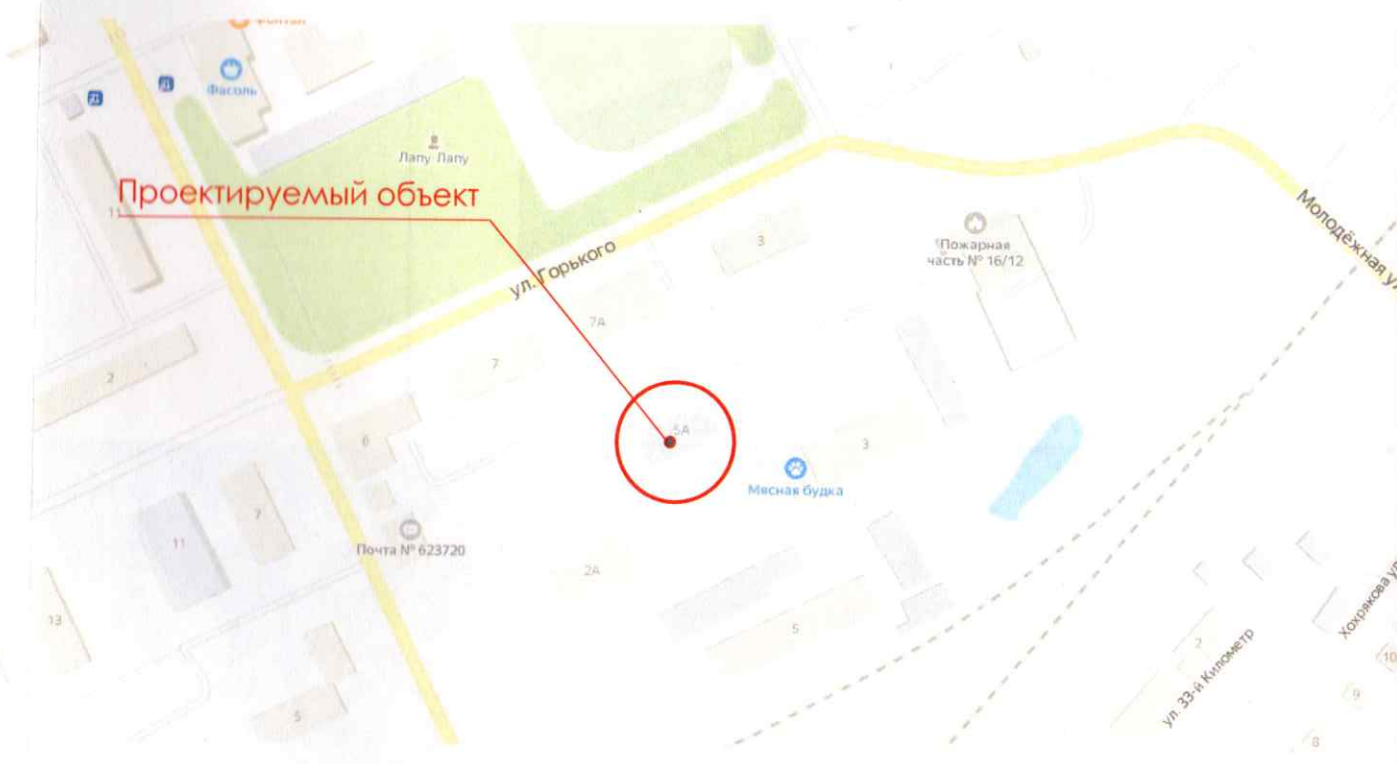 Фонтан
10
Д
Д
Фасоль
Лапу Лапу
Проектируемый объект
11
ул. Горького
3
Пожарная
часть № 16/12
Молодёжная ул
7А
7
2
6
5А
3
Мясная будка
7
11
Почта № 623720
2А
13
5
5
2
ул. 33-й Километр
Хохрякова ул
10
9
8